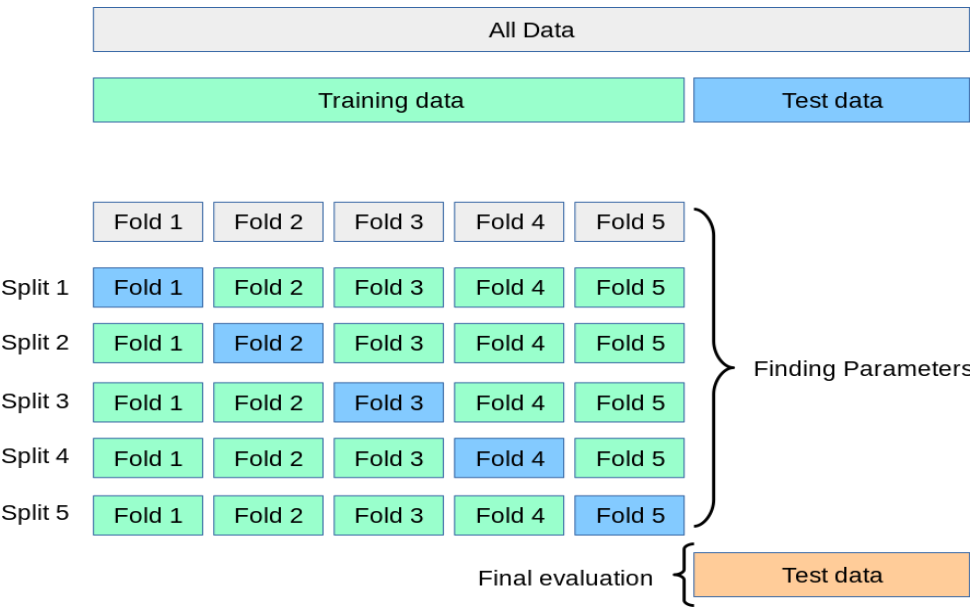 All Data
Training data Test data
Fold 1 Fold 2 Fold 3 Fold 4 Fold 5
Split 1 Fold 1 Fold 2 Fold 3 Fold 4 Fold 5
Split 2 Fold 1 Fold 2 Fold 3 Fold 4 Fold 5
Finding Parameters
Split 3 Fold 1 Fold 2 Fold 3 Fold 4 Fold 5
Split 4 Fold 1 Fold 2 Fold 3 Fold 4 Fold 5
Split 5 Fold 1 Fold 2 Fold 3 Fold 4 Fold 5
Final evaluation Test data